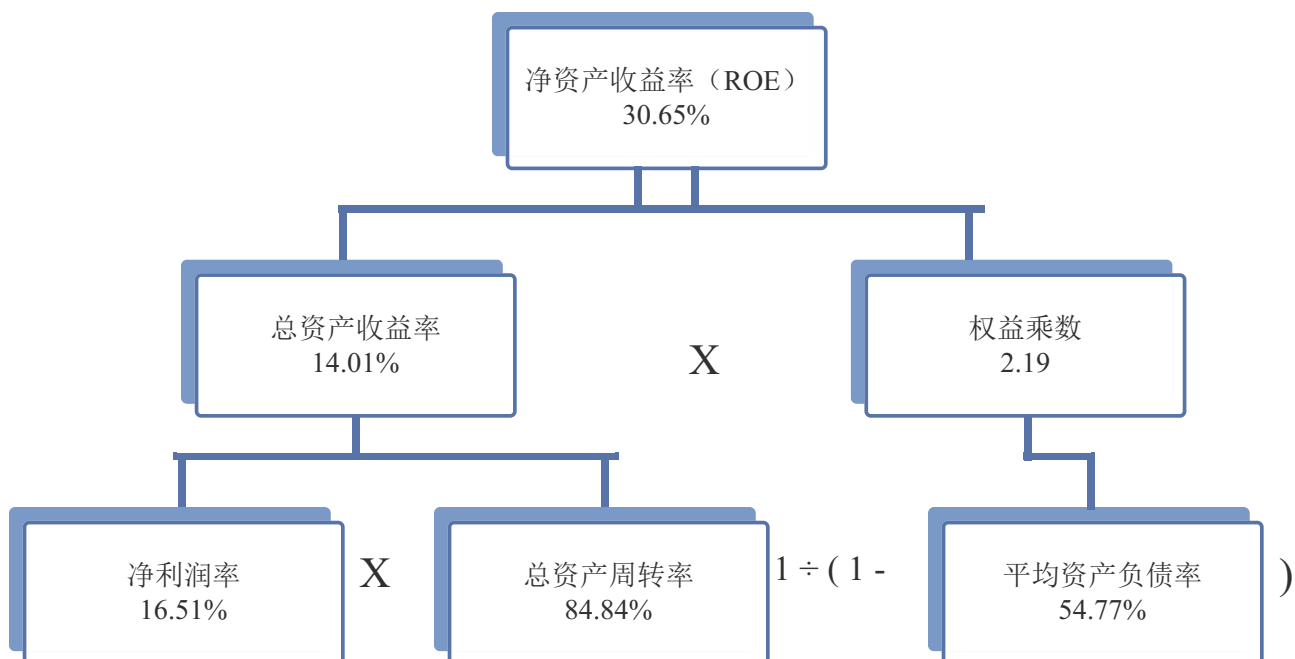 净资产收益率（ROE）
30.65%
总资产收益率
14.01%
X
权益乘数
2.19
净利润率
16.51%
X
总资产周转率
84.84%
1 ÷ ( 1 -
平均资产负债率
54.77%
)